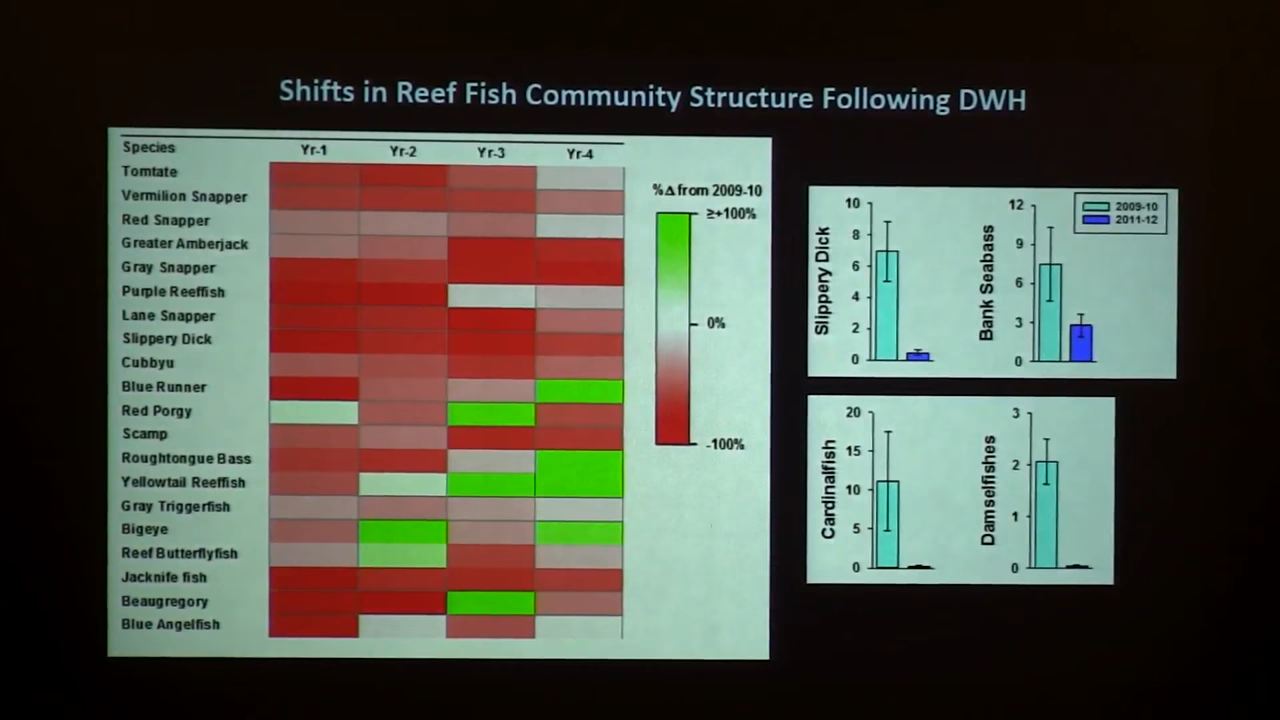 Shifts in Reef Fish Community Structure Following DWH
Species Yr-1 Yr-2 Yr-3 Yr-4
Tomtate
Vermilion Snapper
Red Snapper
Greater Amberjack
Gray Snapper
Purple Reeffish
Lane Snapper
Slippery Dick
Cubbyu
Blue Runner
Red Porgy
Scamp
Roughtongue Bass
Yellowtail Reeffish
Gray Triggerfish
Bigeye
Reef Butterflyfish
Jacknife fish
Beaugregory
Blue Angelfish
%Δ from 2009-10
≥+100%
0%
-100%
Slippery Dick
10
8
6
4
2
0
Bank Seabass
12
9
6
3
0
2009-10
2011-12
Cardinalfish
20
15
10
5
0
Damselfishes
3
2
1
0